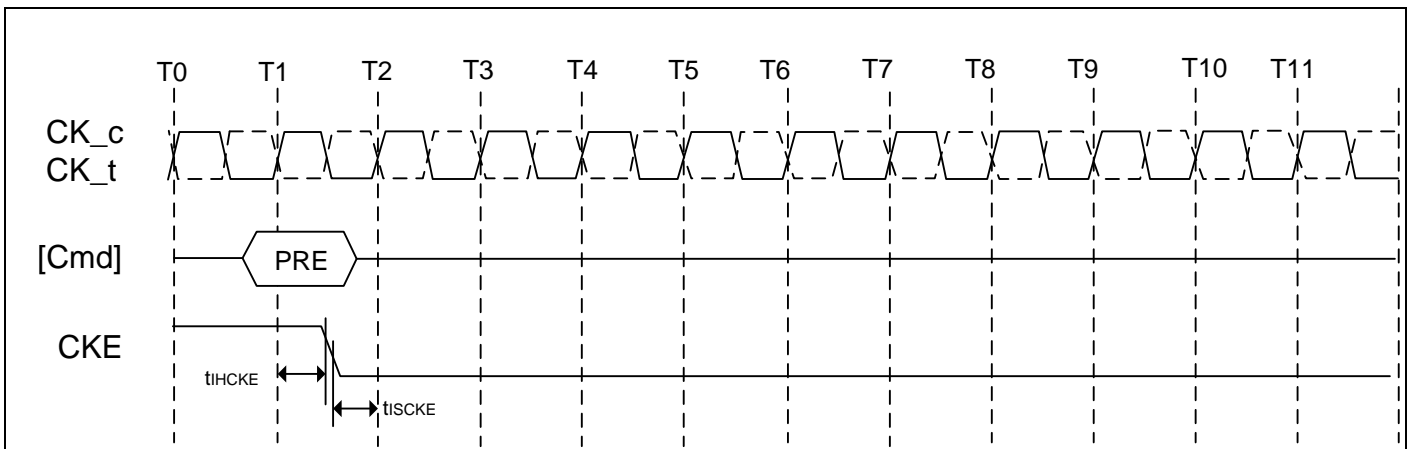 T0 T1 T2 T3 T4 T5 T6 T7 T8 T9 T10 T11
CK_c
CK_t
[Cmd] PRE
CKE
tIHCKE
tISCKE